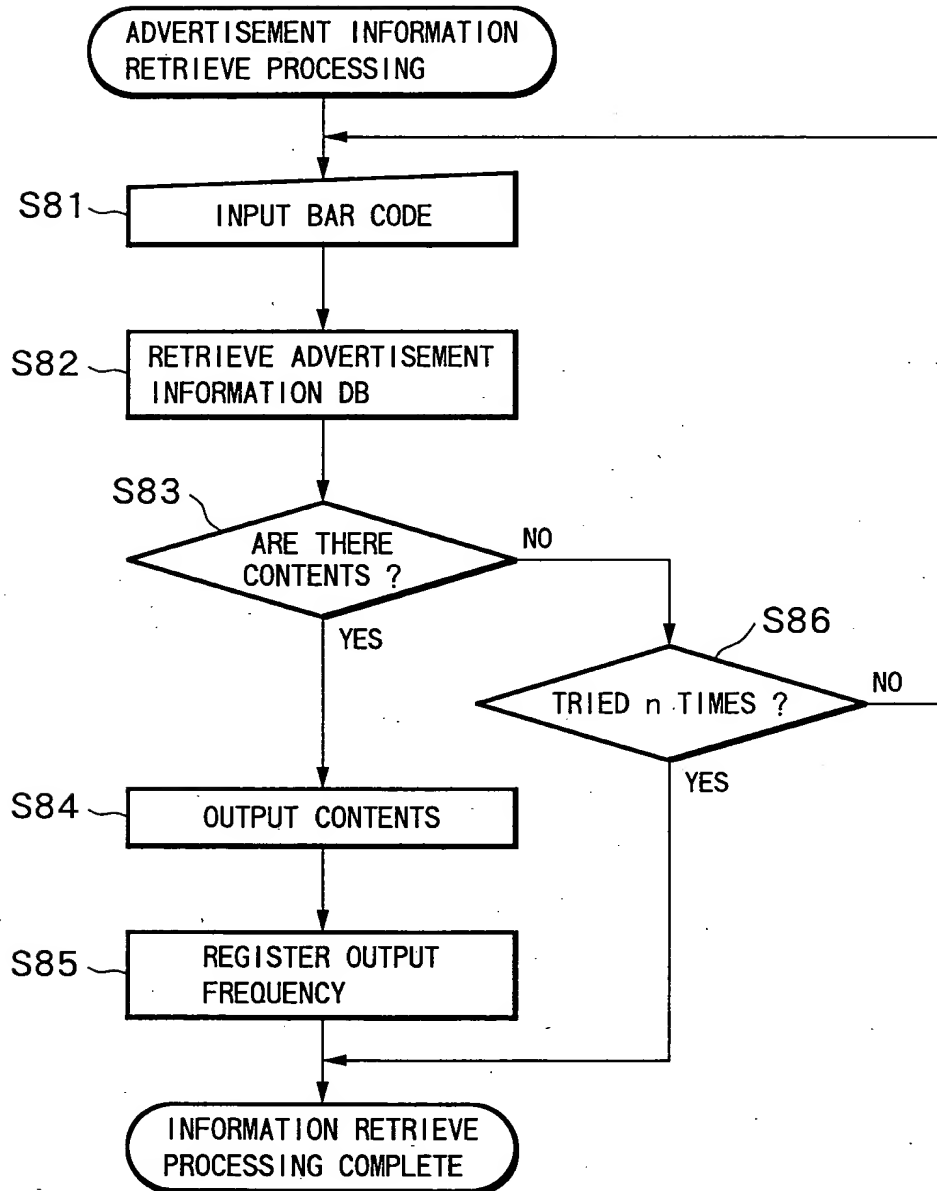 ADVERTISEMENT INFORMATION
RETRIEVE PROCESSING
S81
INPUT BAR CODE
S82
RETRIEVE ADVERTISEMENT
INFORMATION DB
S83
ARE THERE
CONTENTS ?
NO
YES
S86
TRIED n TIMES ?
NO
YES
S84
OUTPUT CONTENTS
S85
REGISTER OUTPUT
FREQUENCY
INFORMATION RETRIEVE
PROCESSING COMPLETE